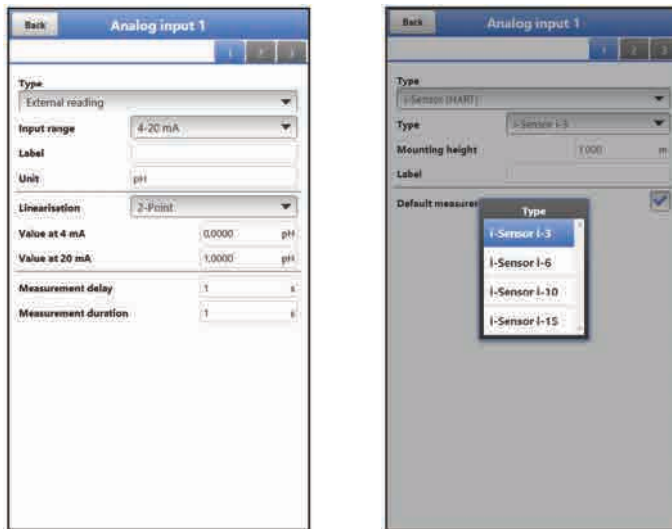 Back Analog input 1
1 2 3
Type
External reading
Input range 4-20 mA
Label
Unit pH
Linearisation 2-Point
Value at 4 mA 0,0000 pH
Value at 20 mA 1,0000 pH
Measurement delay 1 s
Measurement duration 1 s
Back Analog input 1
1 2 3
Type
i-Sensor (HART)
Type i-Sensor i-3
Mounting height 1,000 m
Label
Default measurer
Type
i-Sensor i-3
i-Sensor i-6
i-Sensor i-10
i-Sensor i-15